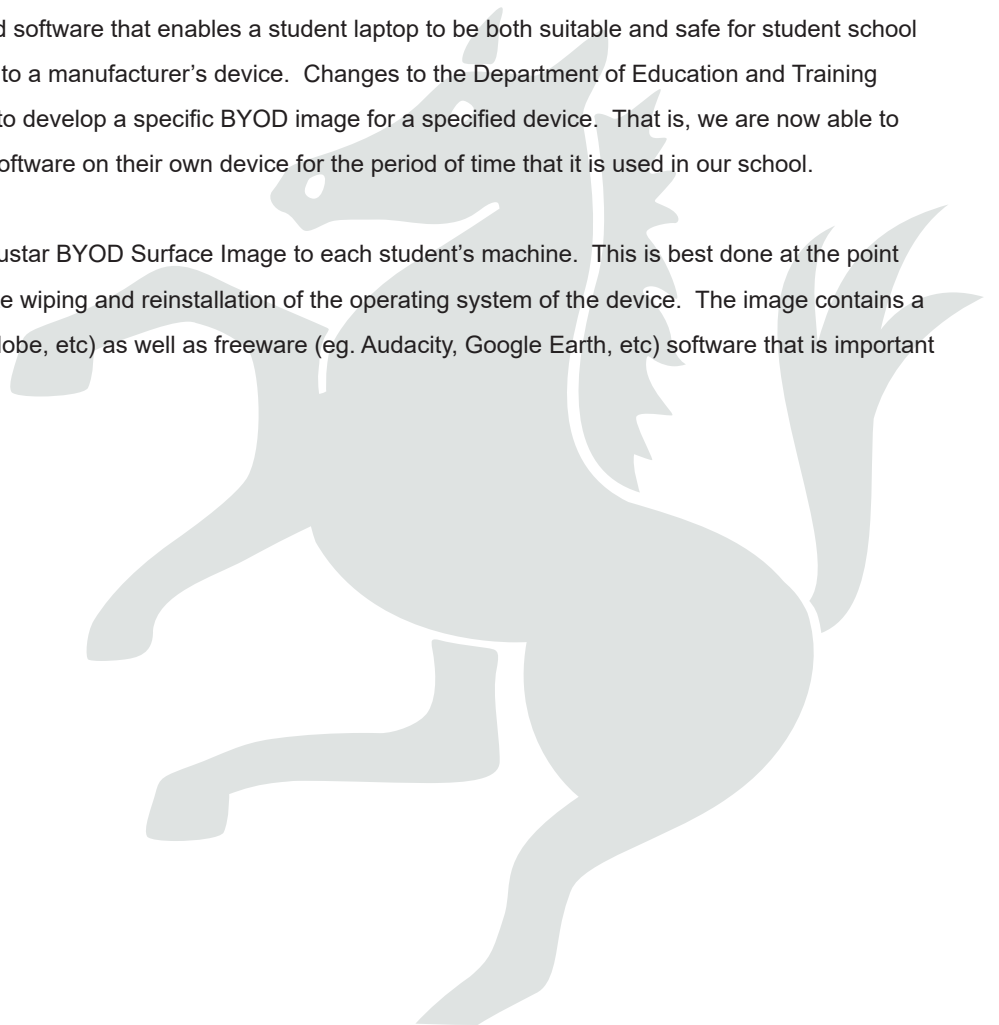 d software that enables a student laptop to be both suitable and safe for student school
to a manufacturer’s device.  Changes to the Department of Education and Training
to develop a specific BYOD image for a specified device.  That is, we are now able to
oftware on their own device for the period of time that it is used in our school.
ustar BYOD Surface Image to each student’s machine.  This is best done at the point
e wiping and reinstallation of the operating system of the device.  The image contains a
lobe, etc) as well as freeware (eg. Audacity, Google Earth, etc) software that is important